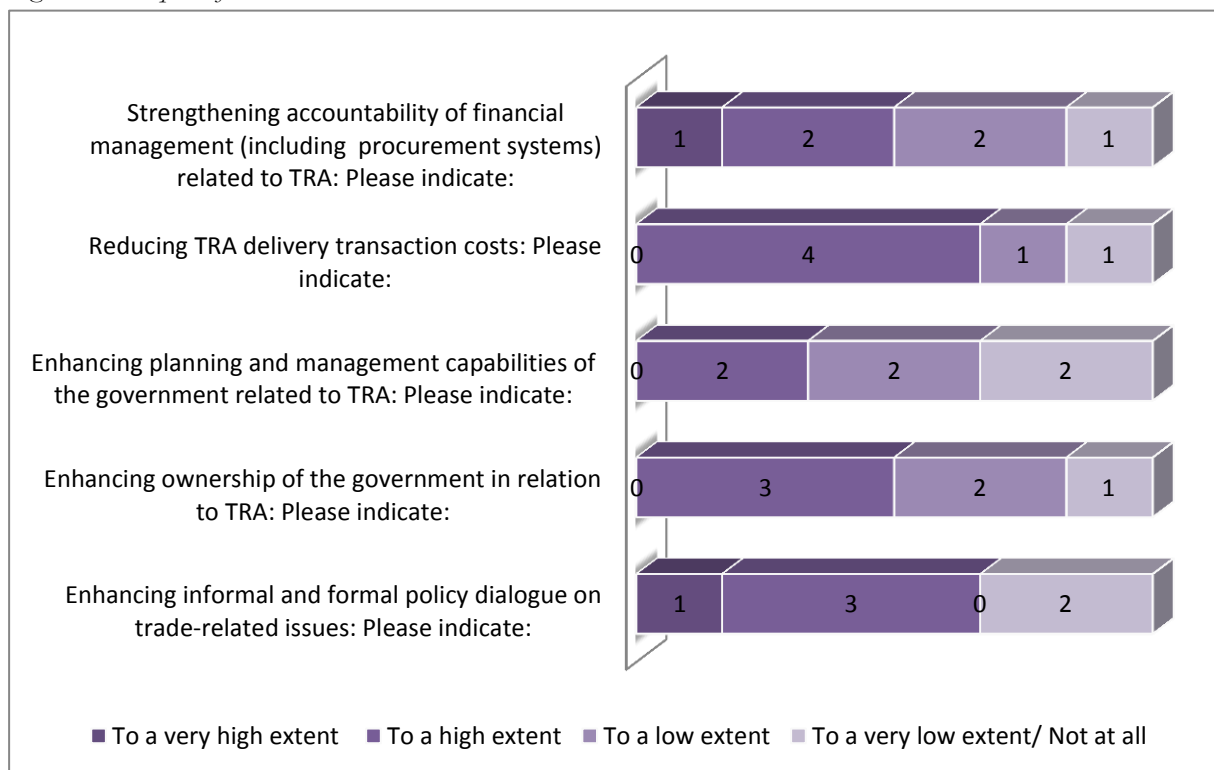 Strengthening accountability of financial
management (including procurement systems)
related to TRA: Please indicate:
1 2 2 1
Reducing TRA delivery transaction costs: Please
indicate:
0 4 1 1
Enhancing planning and management capabilities of
the government related to TRA: Please indicate:
0 2 2 2
Enhancing ownership of the government in relation
to TRA: Please indicate:
0 3 2 1
Enhancing informal and formal policy dialogue on
trade-related issues: Please indicate:
1 3 0 2
To a very high extent To a high extent To a low extent To a very low extent/ Not at all